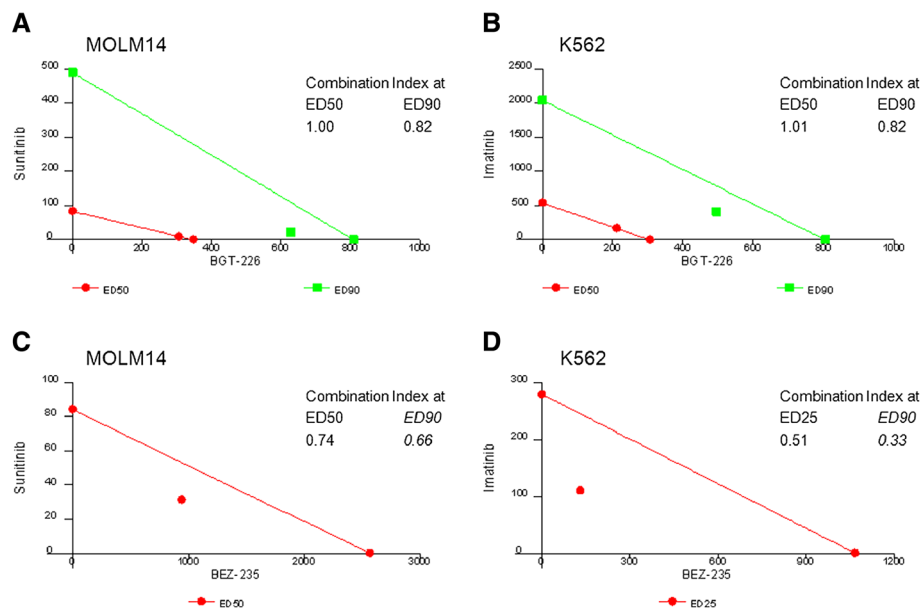 A
MOLM14
500
400
300
200
100
0
0 200 400 600 800 1000
Sunitinib
BGT-226
Combination Index at
ED50 ED90
1.00 0.82
ED50 ED90
B
K562
2500
2000
1500
1000
500
0
0 200 400 600 800 1000
Imatinib
BGT-226
Combination Index at
ED50 ED90
1.01 0.82
ED50 ED90
C
MOLM14
100
80
60
40
20
0
0 1000 2000 3000
Sunitinib
BEZ-235
Combination Index at
ED50 ED90
0.74 0.66
ED50
D
K562
300
200
100
0
0 300 600 900 1200
Imatinib
BEZ-235
Combination Index at
ED25 ED90
0.51 0.33
ED25